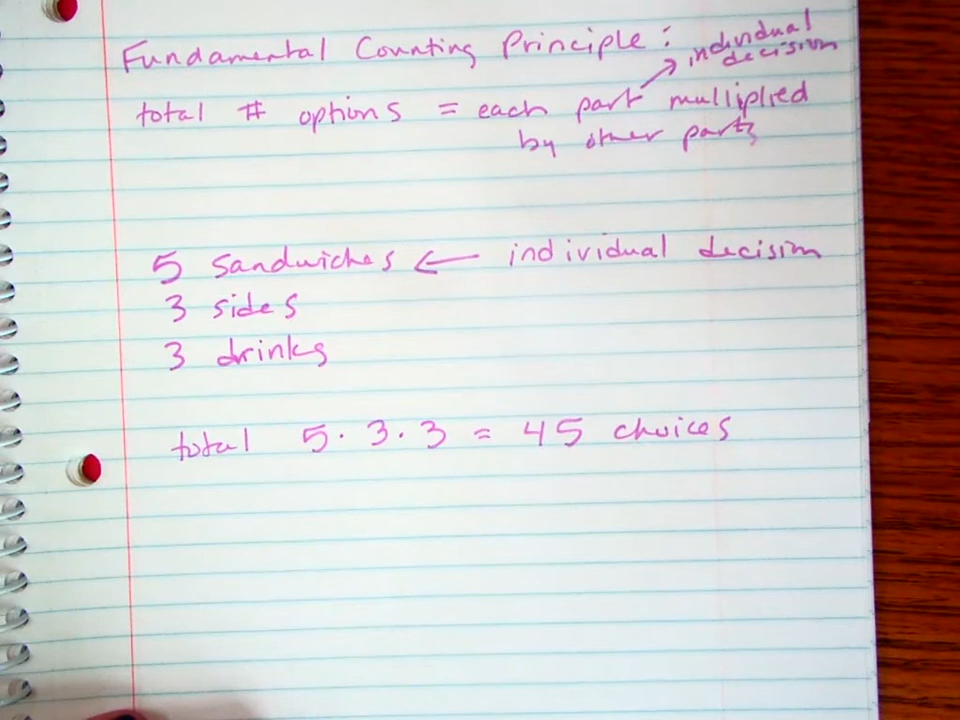 Fundamental Counting Principle:
individual
decision
total # options = each part mulliplied
by other parts
5 sandwiches ← individual decision
3 sides
3 drinks
total 5 · 3 · 3 = 45 choices